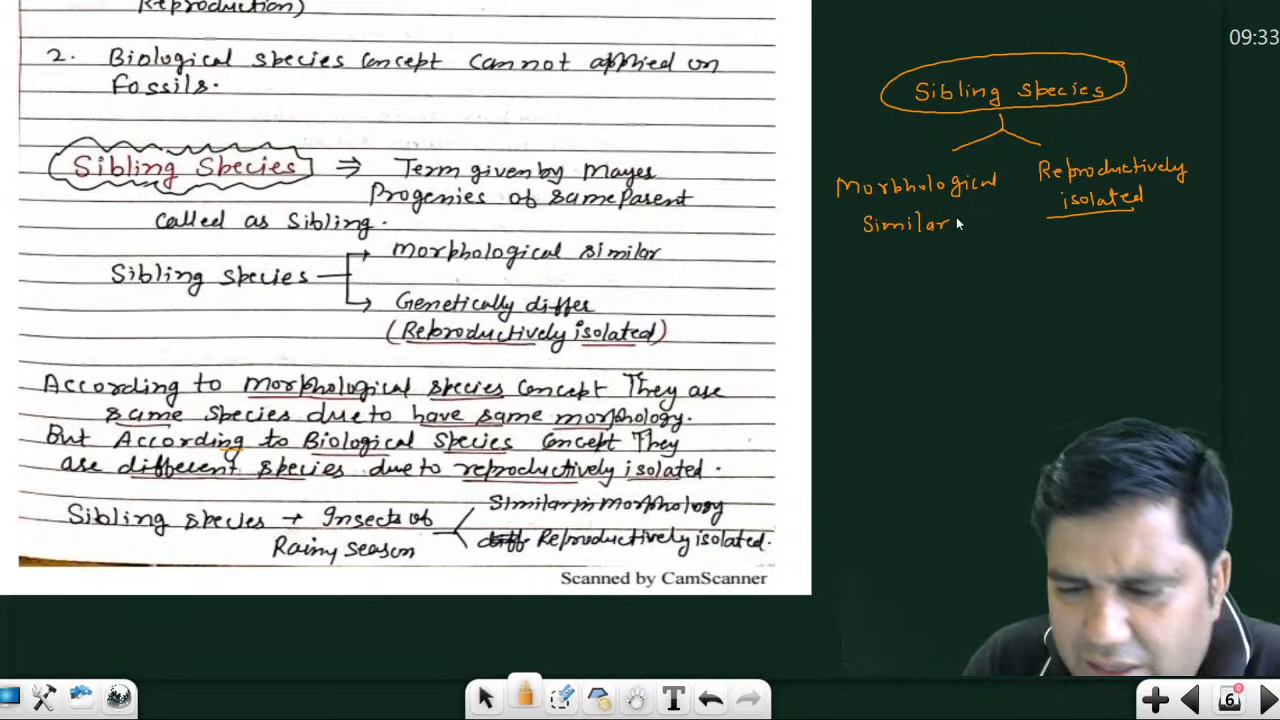 Reproduction)
2. Biological species concept cannot applied on
Fossils.
Sibling Species ⇒ Term given by Mayer
Progenies of same parent
called as Sibling.
Sibling species
Morphological similar
Genetically differ
(Reproductively isolated)
According to morphological species concept They are
same species due to have same morphology.
But According to Biological species concept They
are different species due to reproductively isolated.
Sibling species → Insects of
Rainy season
Similar in morphology
diff Reproductively isolated.
Scanned by CamScanner
09:33
Sibling species
Morphological
Similar
Reproductively
isolated
T
6
0